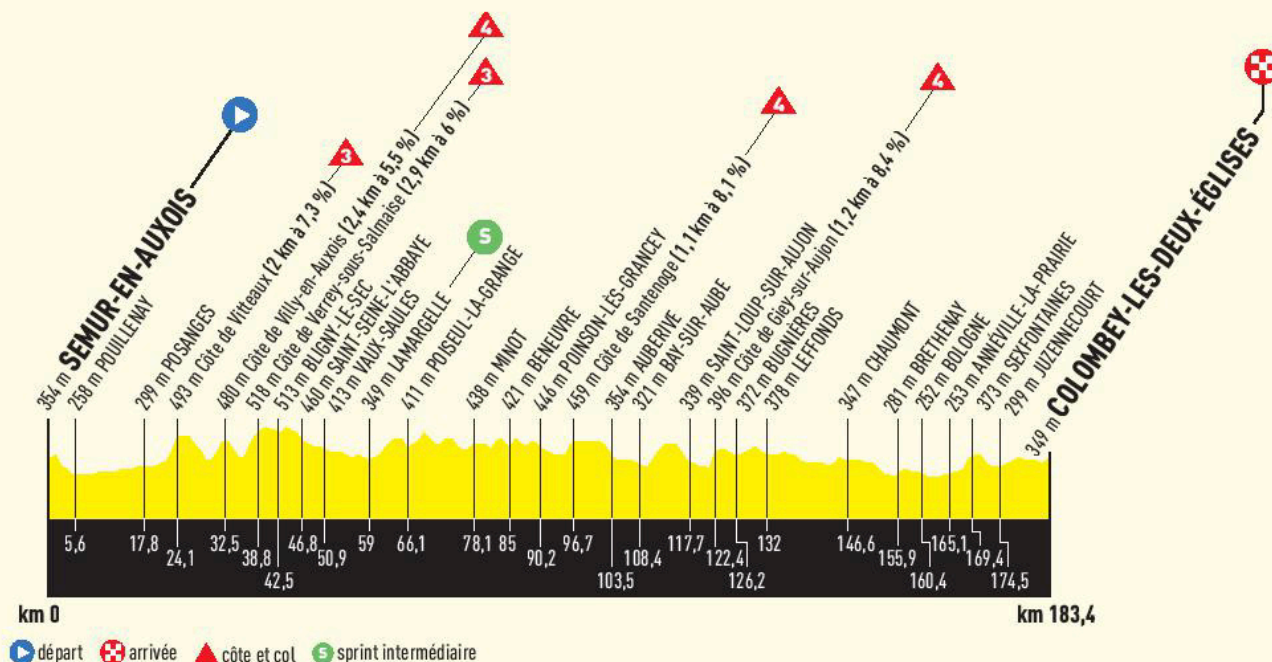 354 m SEMUR-EN-AUXOIS
258 m POUILLENAY
299 m POSANGES
493 m Côte de Vitteaux (2 km à 7,3 %)
3
480 m Côte de Villy-en-Auxois (2,4 km à 5,5 %)
4
518 m Côte de Verrey-sous-Salmaise (2,9 km à 6 %)
3
513 m BLIGNY-LE-SEC
460 m SAINT-SEINE-L'ABBAYE
413 m VAUX-SAULES
349 m LAMARGELLE
S
411 m POISEUL-LA-GRANGE
438 m MINOT
421 m BENEUVRE
446 m POINSON-LÈS-GRANCEY
459 m Côte de Santenoge (1,1 km à 8,1 %)
4
354 m AUBERIVE
321 m BAY-SUR-AUBE
339 m SAINT-LOUP-SUR-AUJON
396 m Côte de Giey-sur-Aujon (1,2 km à 8,4 %)
4
372 m BUGNIÈRES
378 m LEFFONDS
347 m CHAUMONT
281 m BRETHENAY
252 m BOLOGNE
253 m ANNÉVILLE-LA-PRAIRIE
373 m SEXFONTAINES
299 m JUZENNECOURT
349 m COLOMBEY-LES-DEUX-ÉGLISES
5,6 17,8 32,5 46,8 59 66,1 78,1 85 96,7 117,7 132 146,6 165,1
24,1 38,8 50,9 90,2 108,4 122,4 155,9 169,4
42,5 103,5 126,2 160,4 174,5
km 0 km 183,4
départ arrivée côte et col S sprint intermédiaire